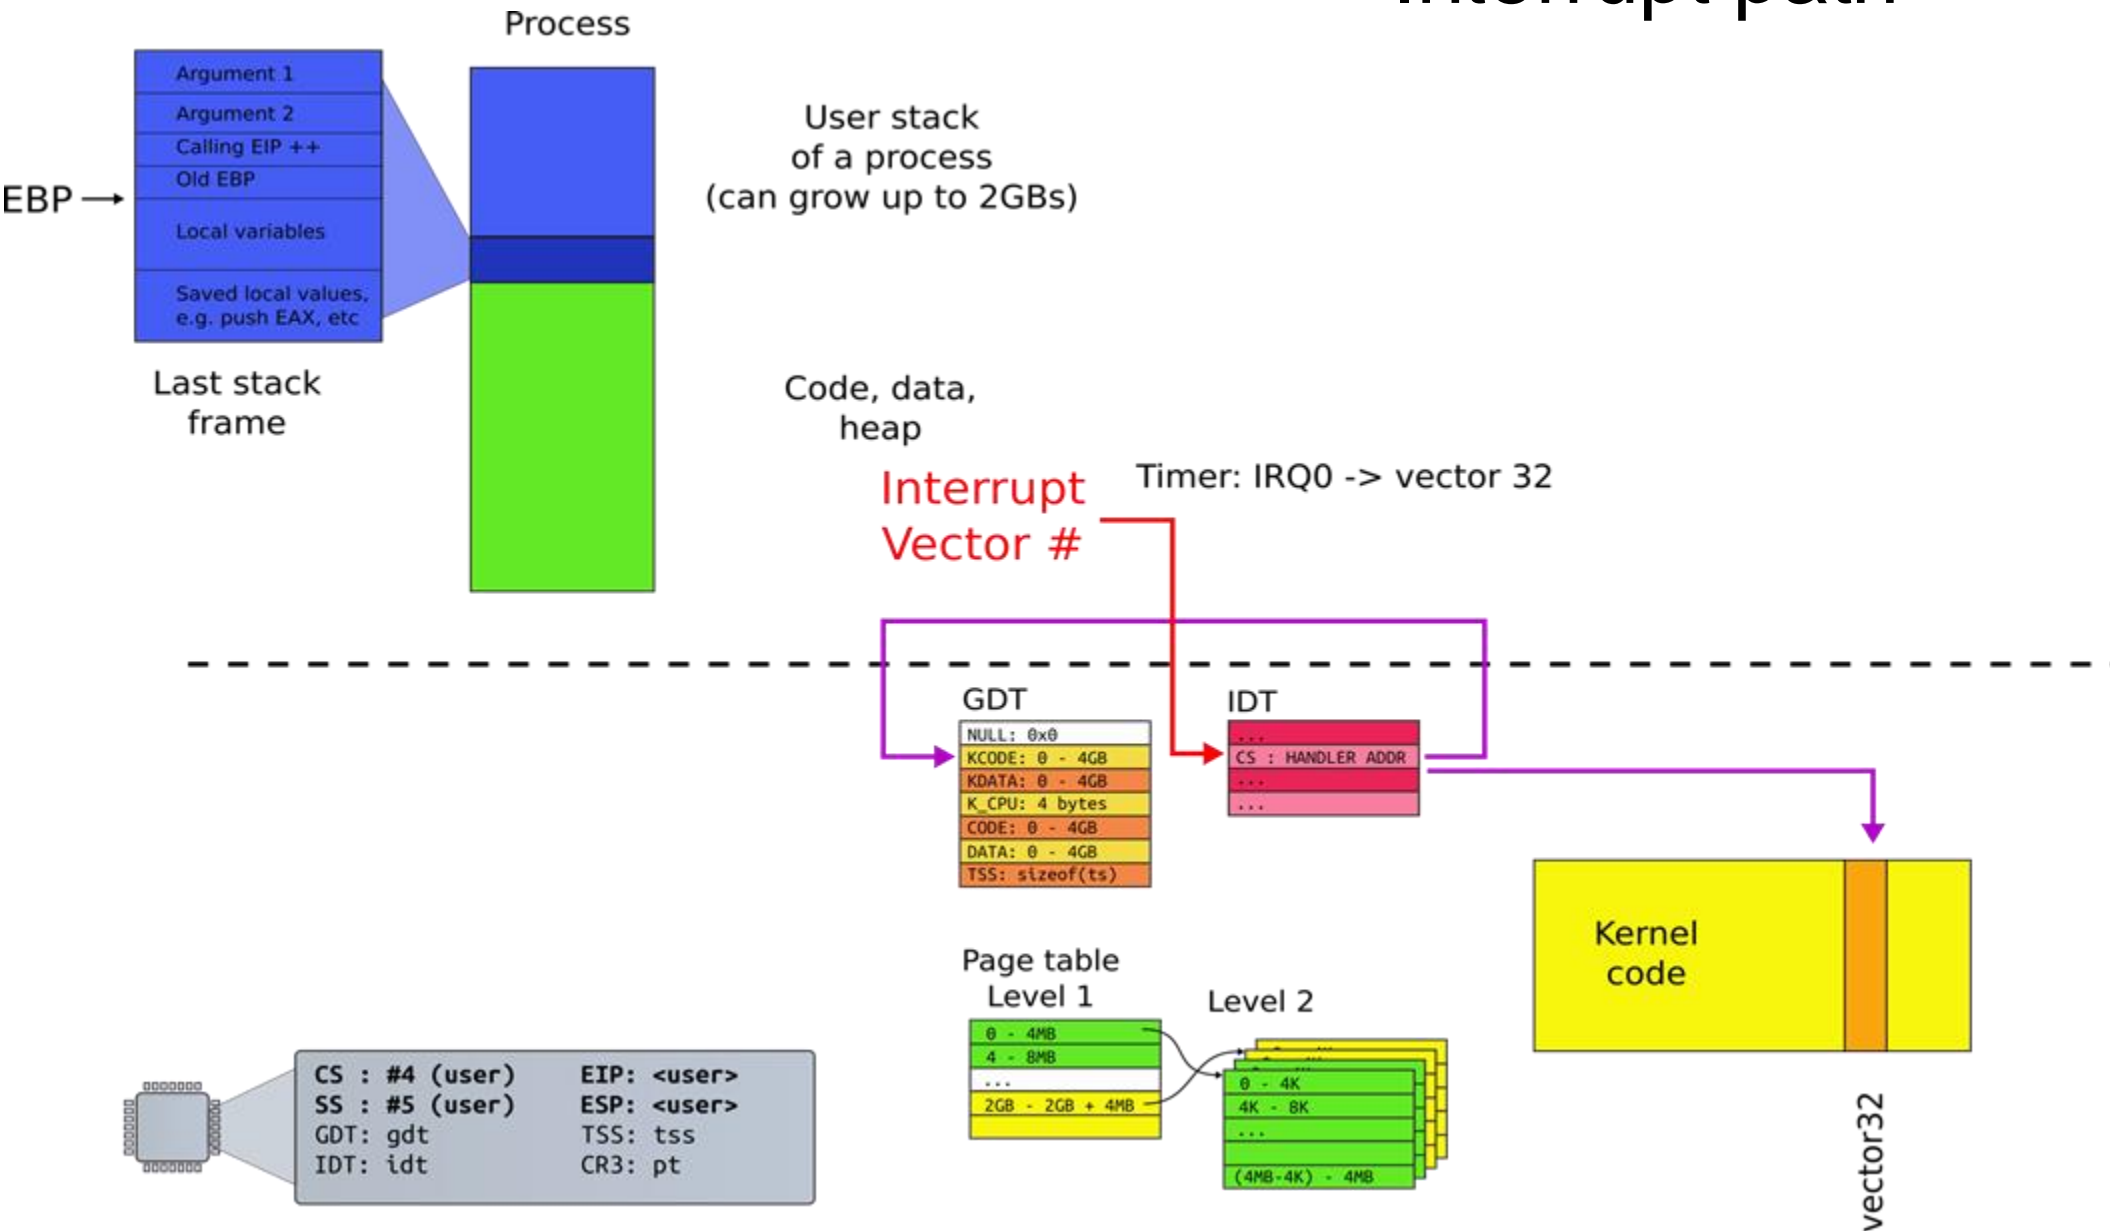 Interrupt path
Process
Argument 1
Argument 2
Calling EIP ++
Old EBP
EBP
Local variables
Saved local values,
e.g. push EAX, etc
Last stack
frame
User stack
of a process
(can grow up to 2GBs)
Code, data,
heap
Interrupt
Vector #
Timer: IRQ0 -> vector 32
GDT
NULL: 0x0
KCODE: 0 - 4GB
KDATA: 0 - 4GB
K_CPU: 4 bytes
CODE: 0 - 4GB
DATA: 0 - 4GB
TSS: sizeof(ts)
IDT
...
CS : HANDLER ADDR
...
...
Kernel
code
vector32
Page table
Level 1
0 - 4MB
4 - 8MB
...
2GB - 2GB + 4MB
Level 2
0 - 4K
4K - 8K
...
(4MB-4K) - 4MB
CS : #4 (user) EIP: <user>
SS : #5 (user) ESP: <user>
GDT: gdt TSS: tss
IDT: idt CR3: pt